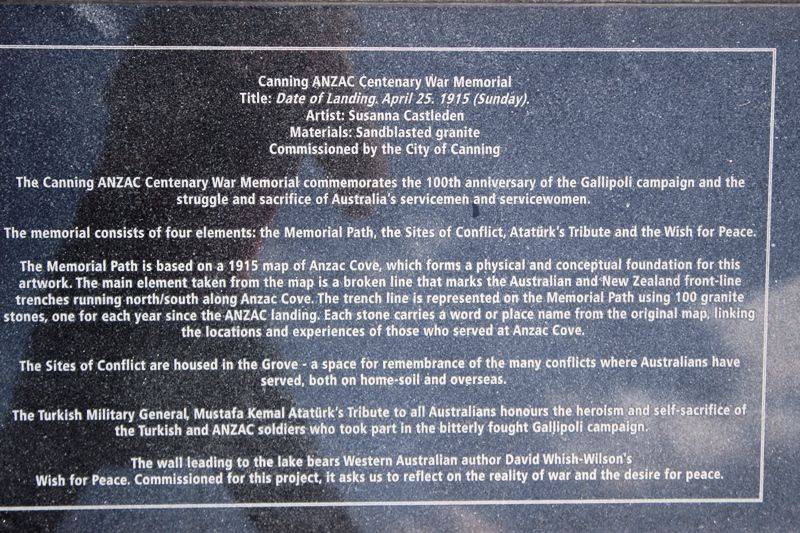 Canning ANZAC Centenary War Memorial
Title: Date of Landing. April 25. 1915 (Sunday).
Artist: Susanna Castleden
Materials: Sandblasted granite
Commissioned by the City of Canning
The Canning ANZAC Centenary War Memorial commemorates the 100th anniversary of the Gallipoli campaign and the
struggle and sacrifice of Australia's servicemen and servicewomen.
The memorial consists of four elements: the Memorial Path, the Sites of Conflict, Atatürk's Tribute and the Wish for Peace.
The Memorial Path is based on a 1915 map of Anzac Cove, which forms a physical and conceptual foundation for this
artwork. The main element taken from the map is a broken line that marks the Australian and New Zealand front-line
trenches running north/south along Anzac Cove. The trench line is represented on the Memorial Path using 100 granite
stones, one for each year since the ANZAC landing. Each stone carries a word or place name from the original map, linking
the locations and experiences of those who served at Anzac Cove.
The Sites of Conflict are housed in the Grove - a space for remembrance of the many conflicts where Australians have
served, both on home-soil and overseas.
The Turkish Military General, Mustafa Kemal Atatürk's Tribute to all Australians honours the heroism and self-sacrifice of
the Turkish and ANZAC soldiers who took part in the bitterly fought Gallipoli campaign.
The wall leading to the lake bears Western Australian author David Whish-Wilson's
Wish for Peace. Commissioned for this project, it asks us to reflect on the reality of war and the desire for peace.